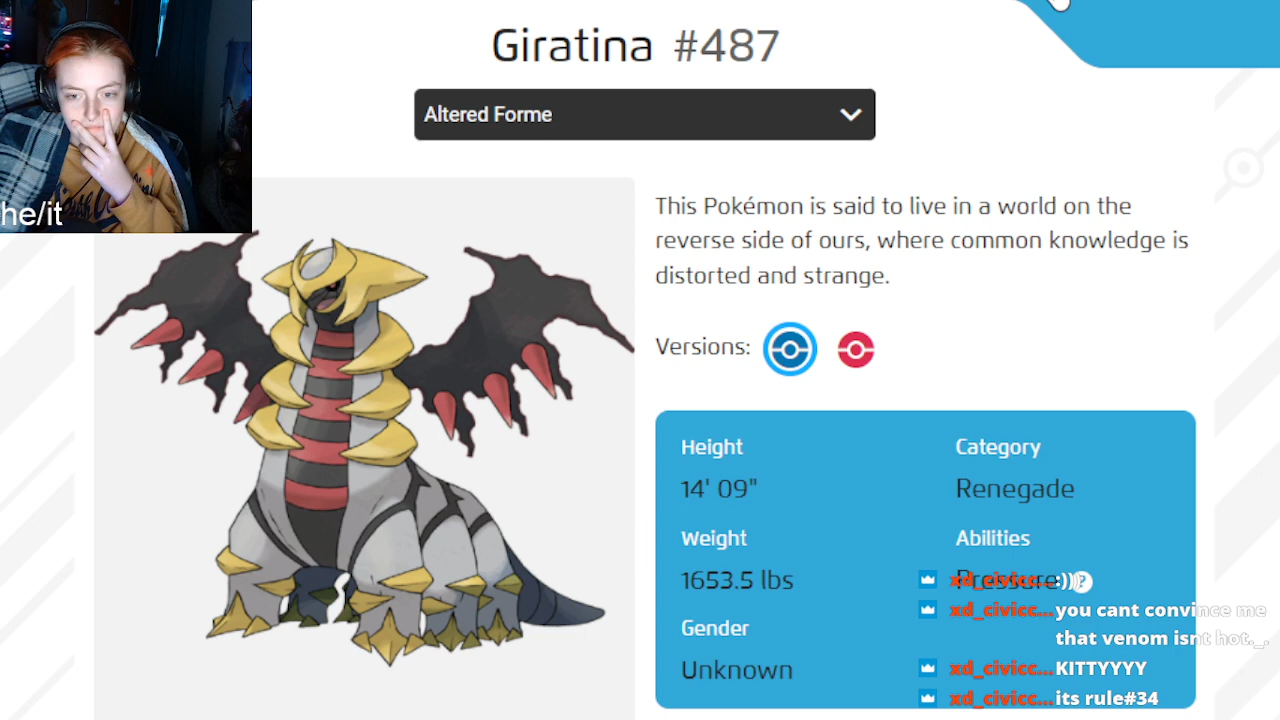 Giratina #487
Altered Forme
he/it
This Pokémon is said to live in a world on the
reverse side of ours, where common knowledge is
distorted and strange.
Versions:
Height
14' 09"
Category
Renegade
Weight
1653.5 lbs
Abilities
Pressure
Gender
Unknown
xd_civicc...:))
?
xd_civicc...you cant convince me
that venom isnt hot._.
xd_civicc...KITTYYYY
xd_civicc...its rule#34